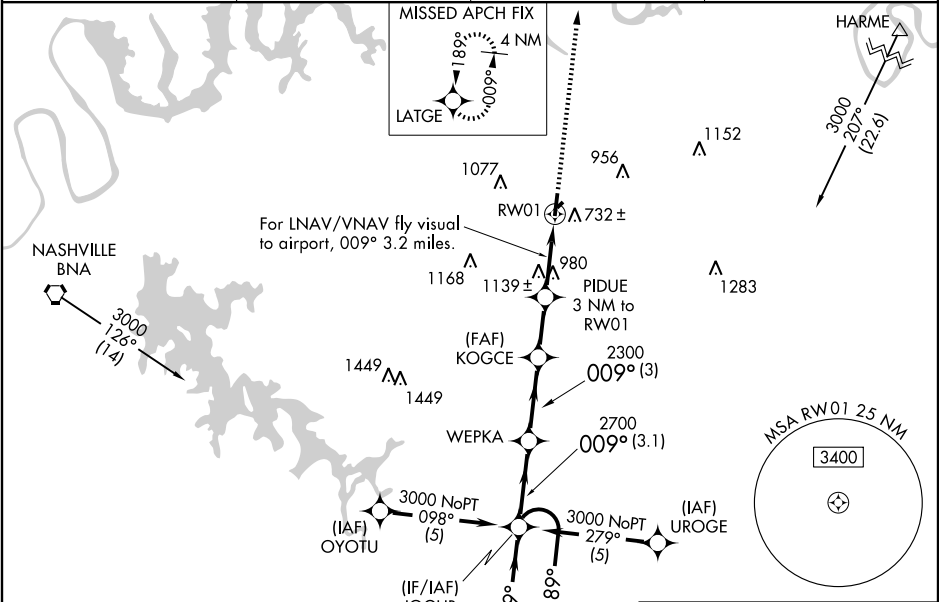 MISSED APCH FIX
4 NM
189°
009°
LATGE
HARME
3000
207°
(22.6)
1152
956
1077
RW01
732 ±
For LNAV/VNAV fly visual
to airport, 009° 3.2 miles.
NASHVILLE
BNA
3000
126°
(14)
1168
1139 ±
980
1283
PIDUE
3 NM to
RW01
(FAF)
KOGCE
2300
009° (3)
1449
1449
WEPKA
2700
009° (3.1)
MSA RW01 25 NM
3400
3000 NoPT
098°
(5)
(IAF)
OYOTU
3000 NoPT
279°
(5)
(IAF)
UROGE
(IF/IAF)